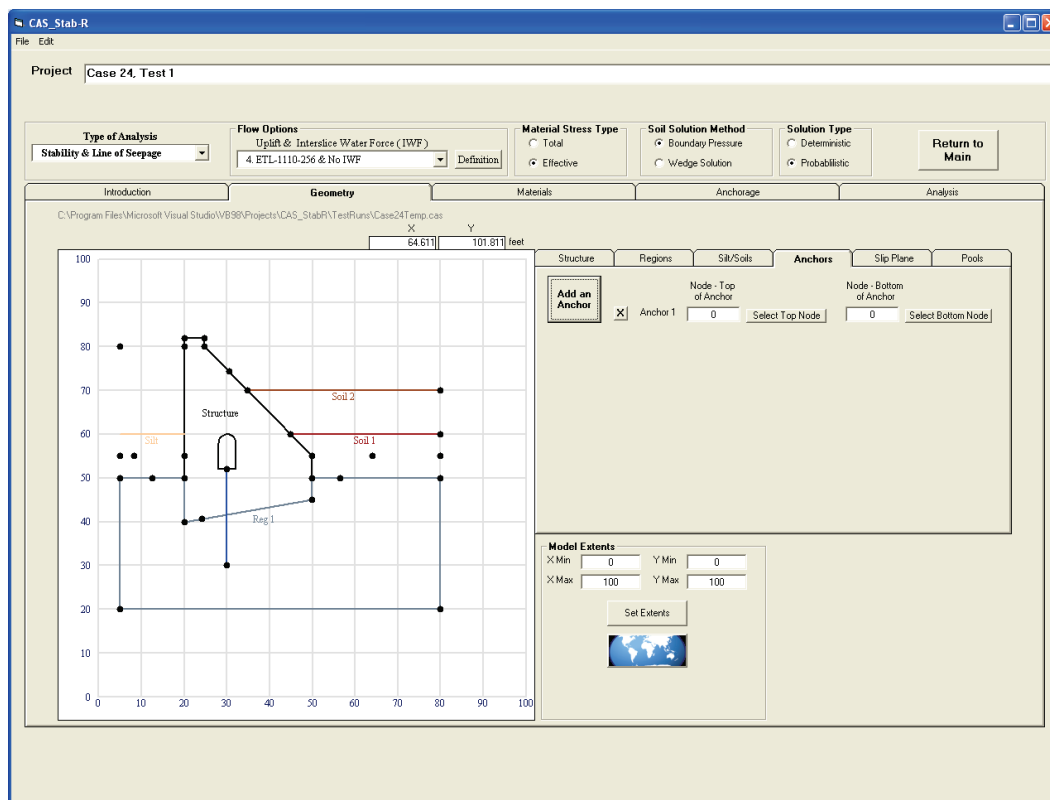 CAS_Stab-R
File Edit
Project Case 24, Test 1
Type of Analysis
Stability & Line of Seepage
Flow Options
Uplift & Interslice Water Force ( IWF )
4. ETL-1110-256 & No IWF
Definition
Material Stress Type
Total
Effective
Soil Solution Method
Boundary Pressure
Wedge Solution
Solution Type
Deterministic
Probablilistic
Return to
Main
Introduction Geometry Materials Anchorage Analysis
C:\Program Files\Microsoft Visual Studio\VB98\Projects\CAS_StabR\TestRuns\Case24Temp.cas
X Y
64.611 101.811 feet
100
90
80
70
60
50
40
30
20
10
0
0 10 20 30 40 50 60 70 80 90 100
Soil 2
Structure
Silt
Soil 1
Reg 1
Structure Regions Silt/Soils Anchors Slip Plane Pools
Add an
Anchor
Node - Top
of Anchor
Node - Bottom
of Anchor
X Anchor 1 0 Select Top Node 0 Select Bottom Node
Model Extents
X Min 0 Y Min 0
X Max 100 Y Max 100
Set Extents